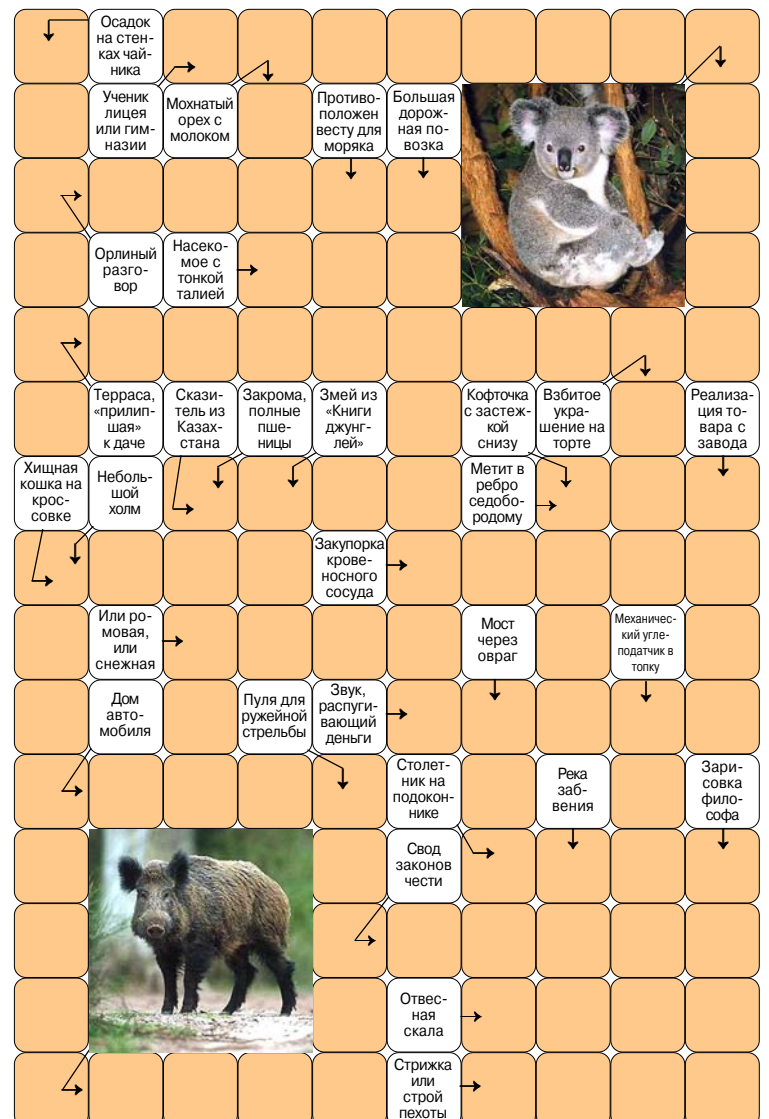 Осадок
на стен-
ках чай-
ника
Ученик
лицея
или гим-
назии
Мохнатый
орех с
молоком
Противо-
положен
весту для
моряка
Большая
дорож-
ная по-
возка
Орлиный
разго-
вор
Насеко-
мое с
тонкой
талией
Терраса,
«прилип-
шая»
к даче
Скази-
тель из
Казах-
стана
Закрома,
полные
пше-
ницы
Змей из
«Книги
джунг-
лей»
Кофточка
с застеж-
кой
снизу
Взбитое
укра-
шение на
торте
Реализа-
ция то-
вара с
завода
Хищная
кошка на
крос-
совке
Неболь-
шой
холм
Метит в
ребро
седобо-
родому
Закупорка
крове-
носного
сосуда
Или ро-
мовая,
или
снежная
Мост
через
овраг
Механичес-
кий угле-
податчик в
топку
Дом
авто-
мобиля
Пуля для
ружейной
стрельбы
Звук,
распуги-
вающий
деньги
Столет-
ник на
подокон-
нике
Река
заб-
вения
Зари-
совка
фило-
софа
Свод
законов
чести
Отвес-
ная
скала
Стрижка
или
строй
пехоты